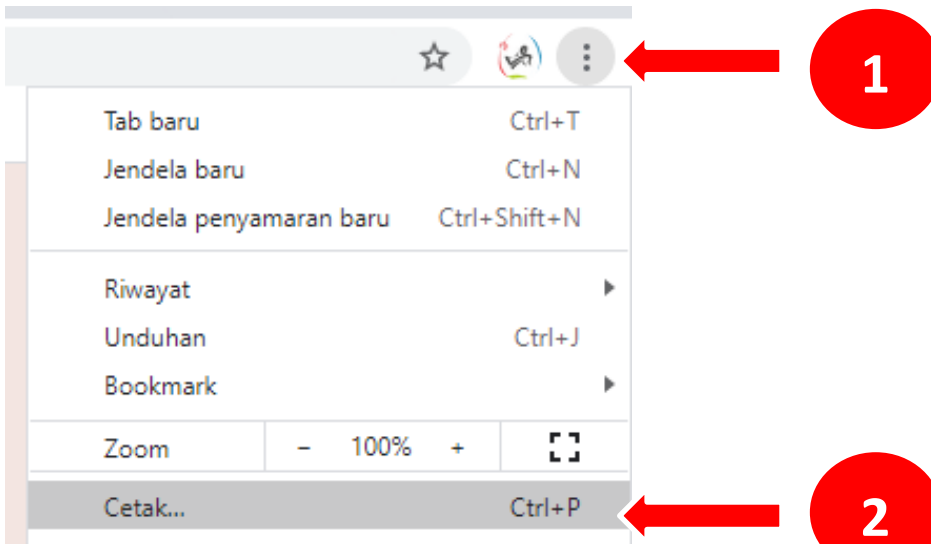 1
Tab baru Ctrl+T
Jendela baru Ctrl+N
Jendela penyamaran baru Ctrl+Shift+N
Riwayat
Unduhan Ctrl+J
Bookmark
Zoom - 100% +
Cetak... Ctrl+P
2